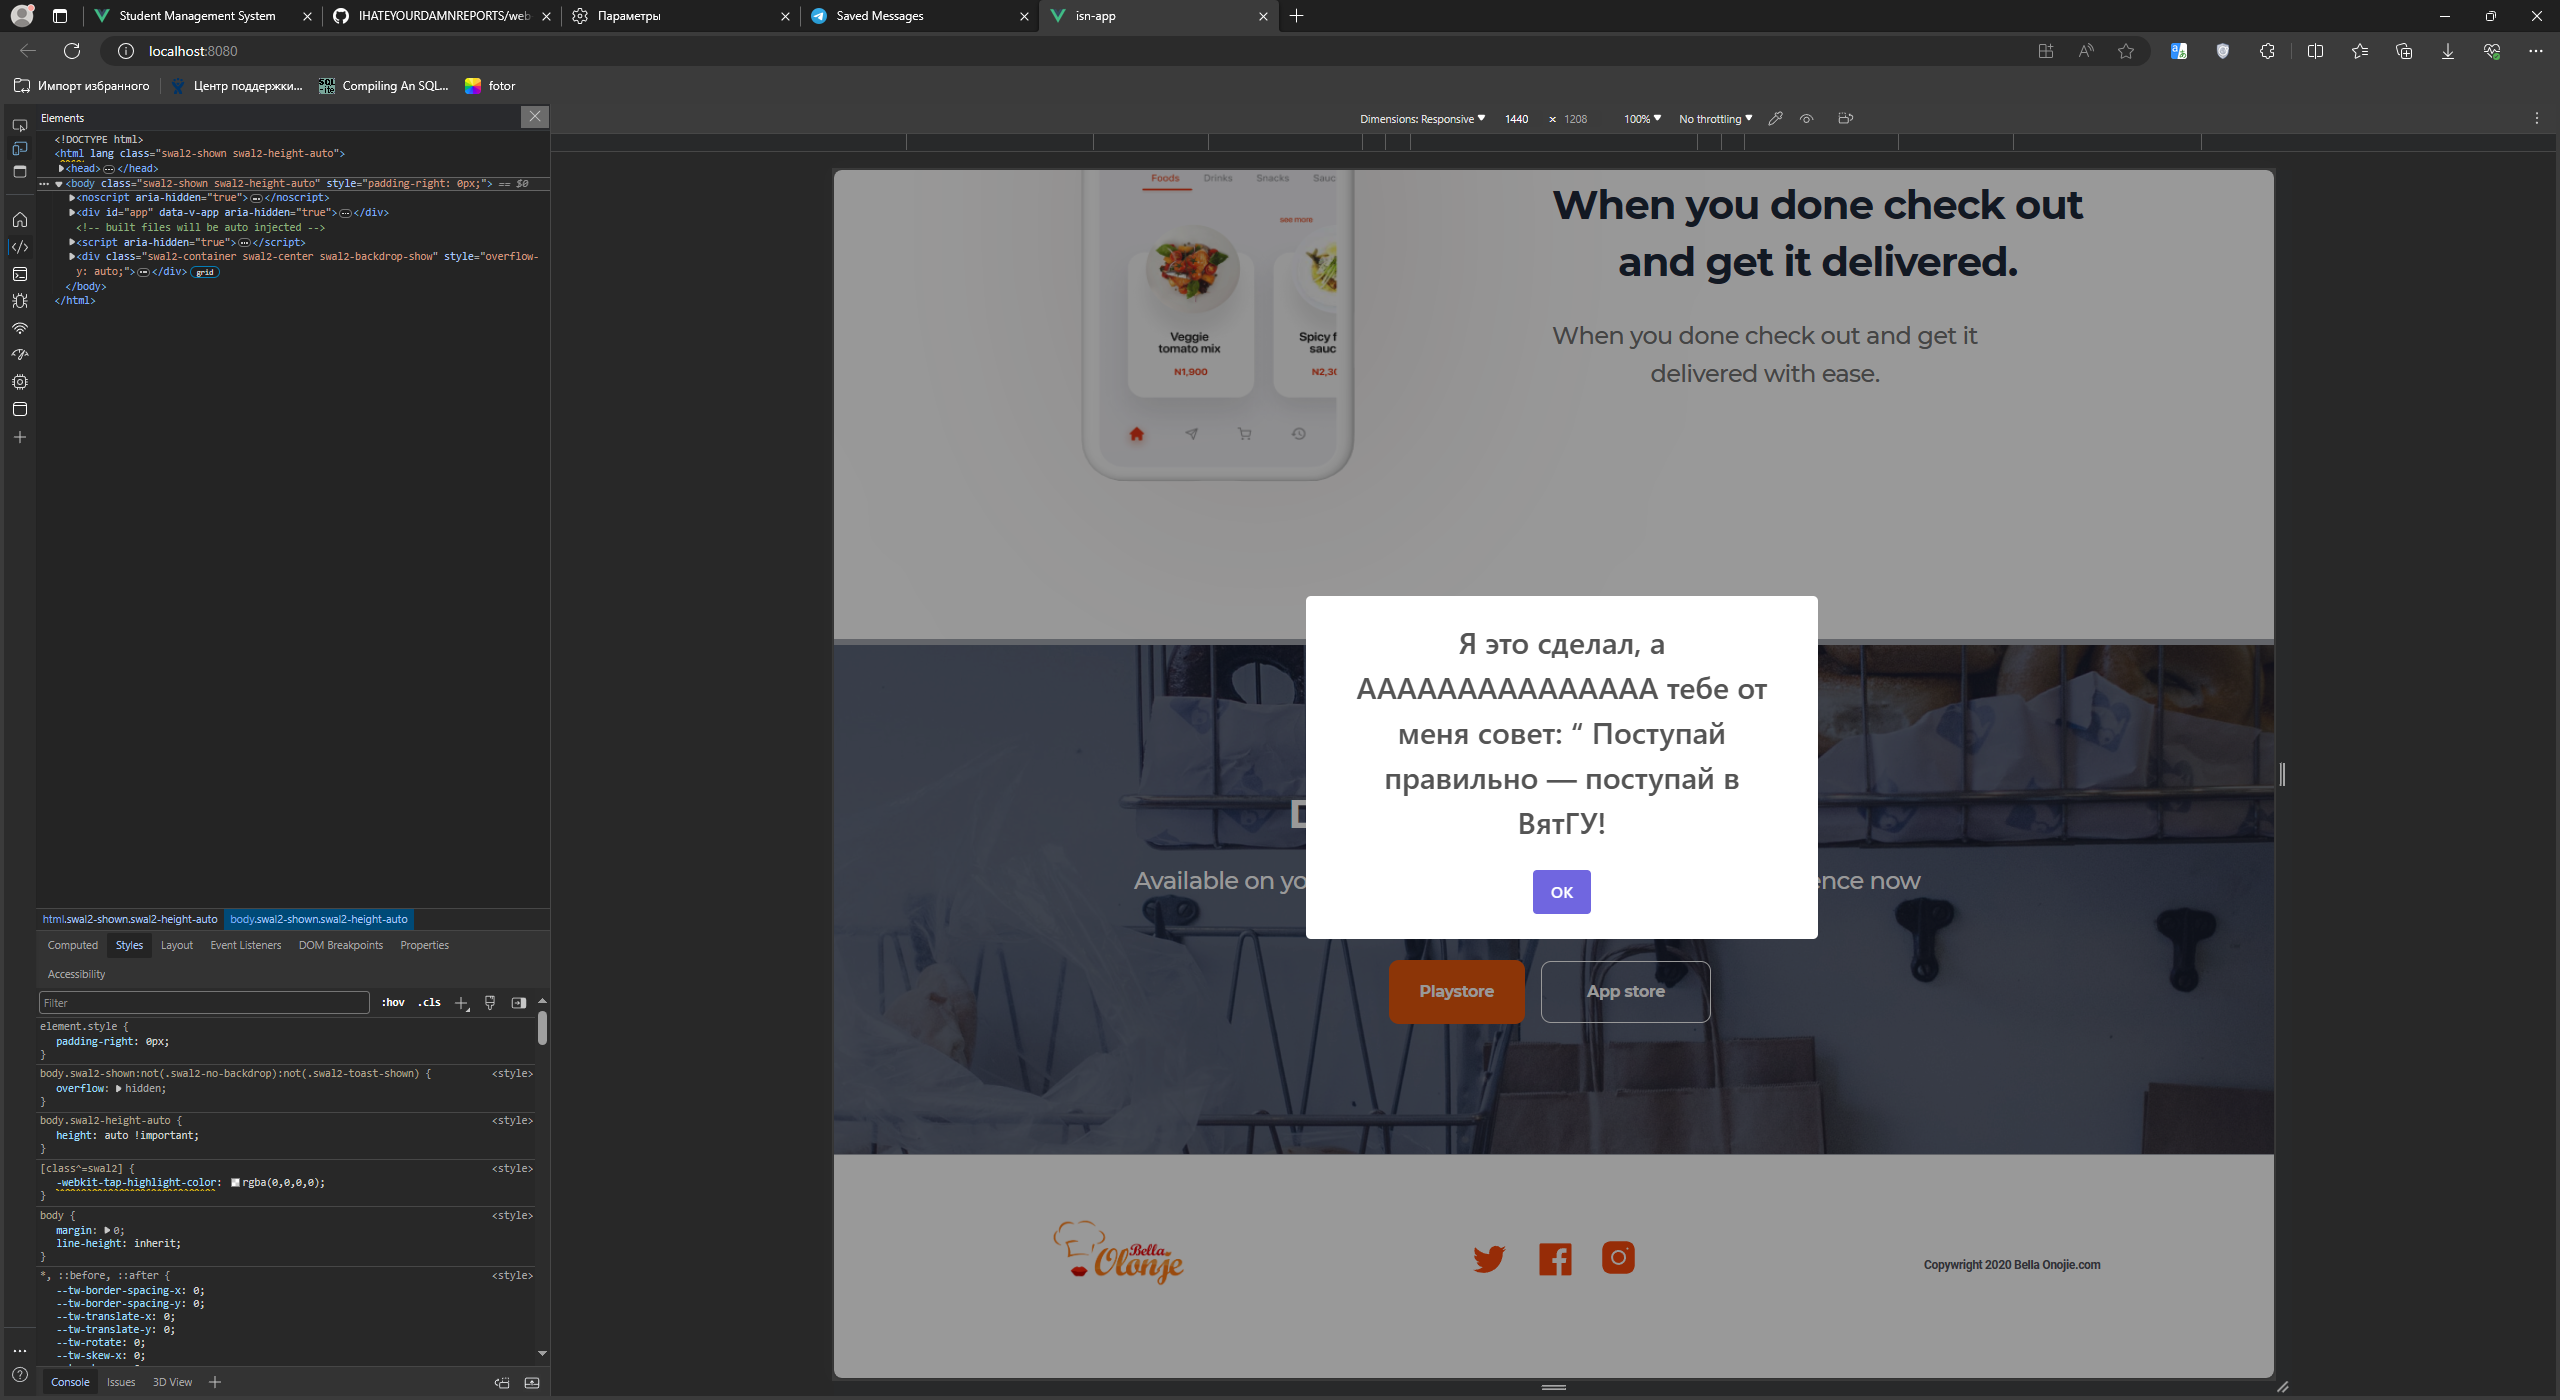 Student Management System
IHATEYOURDAMNREPORTS/web
Параметры
Saved Messages
isn-app
localhost:8080
Импорт избранного
Центр поддержки...
Compiling An SQL...
fotor
Elements
<!DOCTYPE html>
<html lang class="swal2-shown swal2-height-auto">
<head>…</head>
<body class="swal2-shown swal2-height-auto" style="padding-right: 0px;"> == $0
<noscript aria-hidden="true">…</noscript>
<div id="app" data-v-app aria-hidden="true">…</div>
<!-- built files will be auto injected -->
<script aria-hidden="true">…</script>
<div class="swal2-container swal2-center swal2-backdrop-show" style="overflow-
y: auto;">…</div> grid
</body>
</html>
html.swal2-shown.swal2-height-auto body.swal2-shown.swal2-height-auto
Computed Styles Layout Event Listeners DOM Breakpoints Properties
Accessibility
Filter :hov .cls
element.style {
padding-right: 0px;
}
body.swal2-shown:not(.swal2-no-backdrop):not(.swal2-toast-shown) { <style>
overflow: hidden;
}
body.swal2-height-auto { <style>
height: auto !important;
}
[class^=swal2] { <style>
-webkit-tap-highlight-color: rgba(0,0,0,0);
}
body { <style>
margin: 0;
line-height: inherit;
}
*, ::before, ::after { <style>
--tw-border-spacing-x: 0;
--tw-border-spacing-y: 0;
--tw-translate-x: 0;
--tw-translate-y: 0;
--tw-rotate: 0;
--tw-skew-x: 0;
Console Issues 3D View
Dimensions: Responsive 1440 × 1208 100% No throttling
Foods Drinks Snacks Sauc
see more
Veggie
tomato mix
N1,900
Spicy f
sauc
N2,30
When you done check out
and get it delivered.
When you done check out and get it
delivered with ease.
Я это сделал, а
ААААААААААААААА тебе от
меня совет: “ Поступай
правильно — поступай в
ВятГУ!
OK
Available on yo
ence now
Playstore
App store
Bella
Olonje
Copywright 2020 Bella Onojie.com